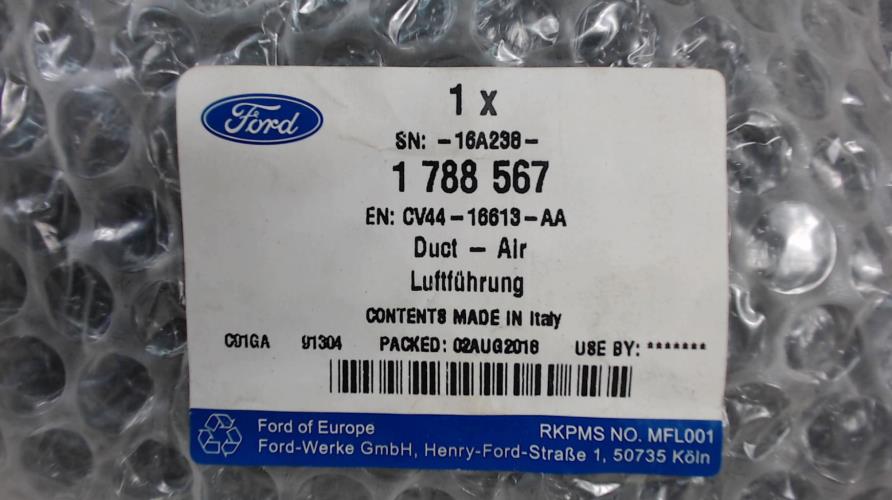 Ford
1 x
SN: -16A238-
1 788 567
EN: CV44-16613-AA
Duct - Air
Luftführung
CONTENTS MADE IN Italy
C01GA 91304 PACKED: 02AUG2016 USE BY: *******
Ford of Europe RKPMS NO. MFL001
Ford-Werke GmbH, Henry-Ford-Straße 1, 50735 Köln